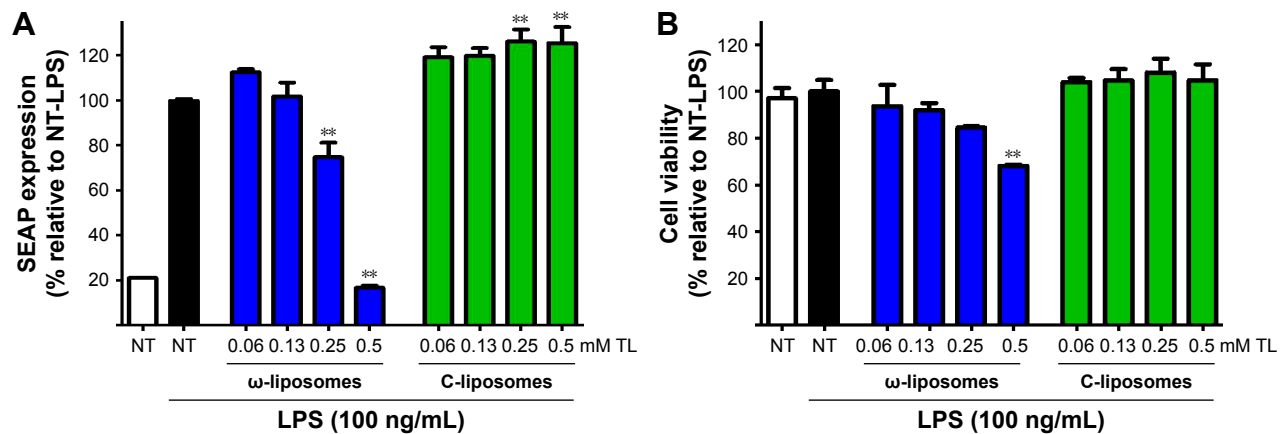 A
SEAP expression
(% relative to NT-LPS)
120
100
80
60
40
20
** ** ** **
NT NT 0.06 0.13 0.25 0.5 0.06 0.13 0.25 0.5 mM TL
ω-liposomes C-liposomes
LPS (100 ng/mL)
B
Cell viability
(% relative to NT-LPS)
120
100
80
60
40
20
**
NT NT 0.06 0.13 0.25 0.5 0.06 0.13 0.25 0.5 mM TL
ω-liposomes C-liposomes
LPS (100 ng/mL)